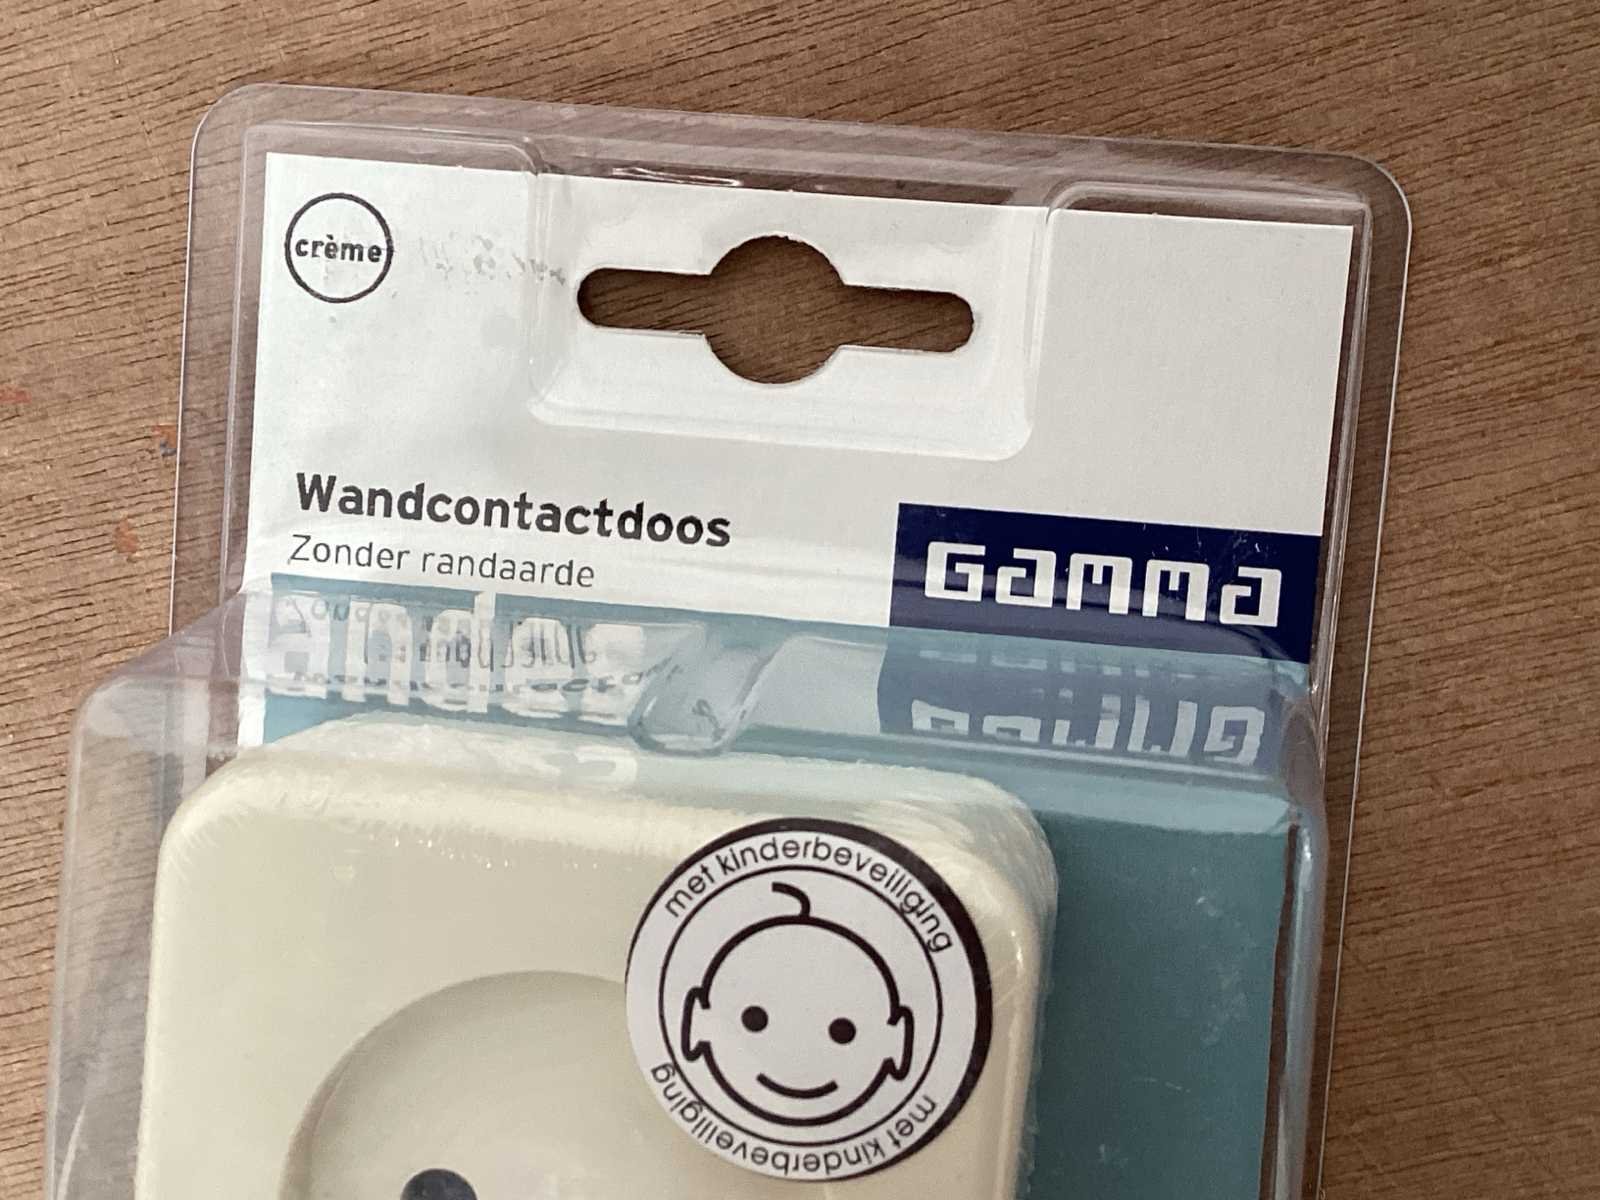 crème
Wandcontactdoos
Zonder randaarde
GAMMA
met kinderbeveiliging
met kinderbeveiliging